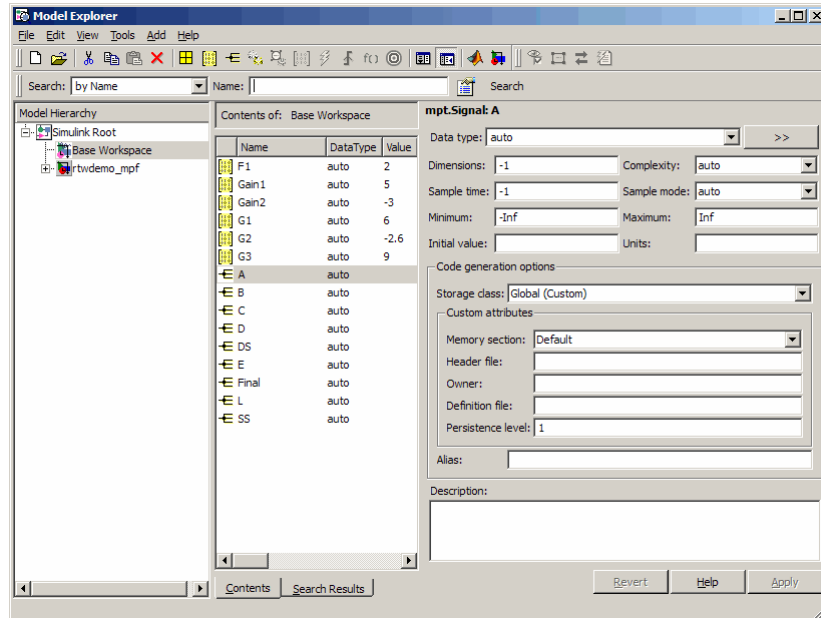 Model Explorer
File Edit View Tools Add Help
f()
Search: by Name Name: Search
Model Hierarchy
Simulink Root
Base Workspace
rtwdemo_mpf
Contents of: Base Workspace
Name DataType Value
F1 auto 2
Gain1 auto 5
Gain2 auto -3
G1 auto 6
G2 auto -2.6
G3 auto 9
A auto
B auto
C auto
D auto
DS auto
E auto
Final auto
L auto
SS auto
Contents Search Results
mpt.Signal: A
Data type: auto >>
Dimensions: -1 Complexity: auto
Sample time: -1 Sample mode: auto
Minimum: -Inf Maximum: Inf
Initial value: Units:
Code generation options
Storage class: Global (Custom)
Custom attributes
Memory section: Default
Header file:
Owner:
Definition file:
Persistence level: 1
Alias:
Description:
Revert Help Apply